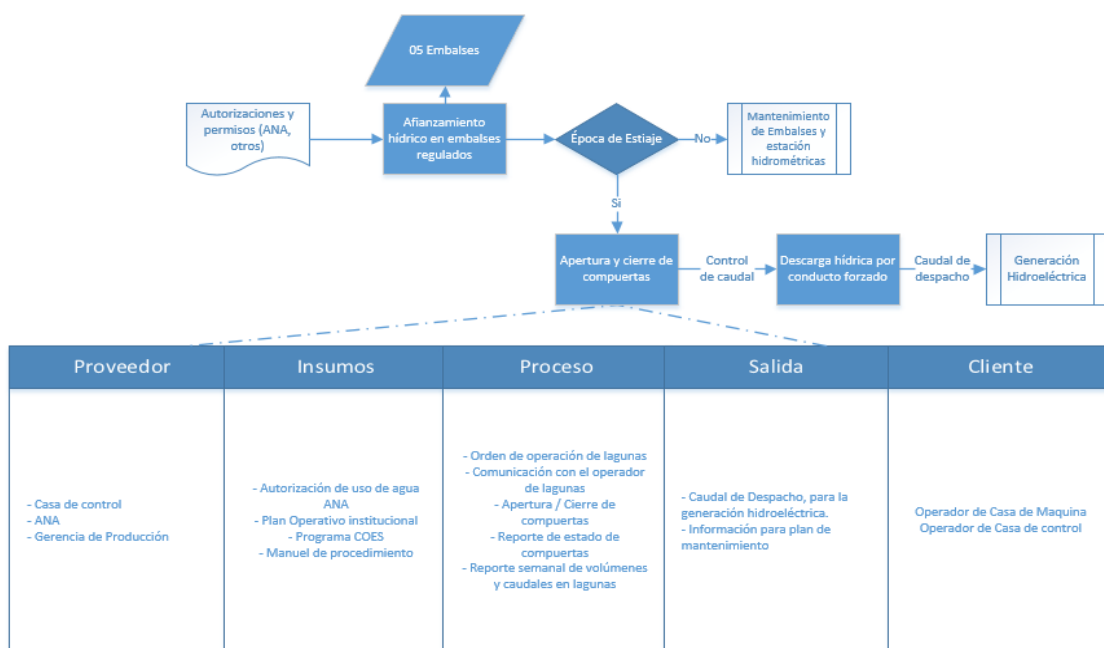 05 Embalses
Autorizaciones y
permisos (ANA,
otros)
Afianzamiento
hídrico en embalses
regulados
Época de Estiaje
No
Mantenimiento
de Embalses y
estación
hidrométricas
Si
Apertura y cierre de
compuertas
Control
de caudal
Descarga hídrica por
conducto forzado
Caudal de
despacho
Generación
Hidroeléctrica
Proveedor
Insumos
Proceso
Salida
Cliente
- Casa de control
- ANA
- Gerencia de Producción
- Autorización de uso de agua
ANA
- Plan Operativo institucional
- Programa COES
- Manuel de procedimiento
- Orden de operación de lagunas
- Comunicación con el operador
de lagunas
- Apertura / Cierre de
compuertas
- Reporte de estado de
compuertas
- Reporte semanal de volúmenes
y caudales en lagunas
- Caudal de Despacho, para la
generación hidroeléctrica.
- Información para plan de
mantenimiento
Operador de Casa de Maquina
Operador de Casa de control